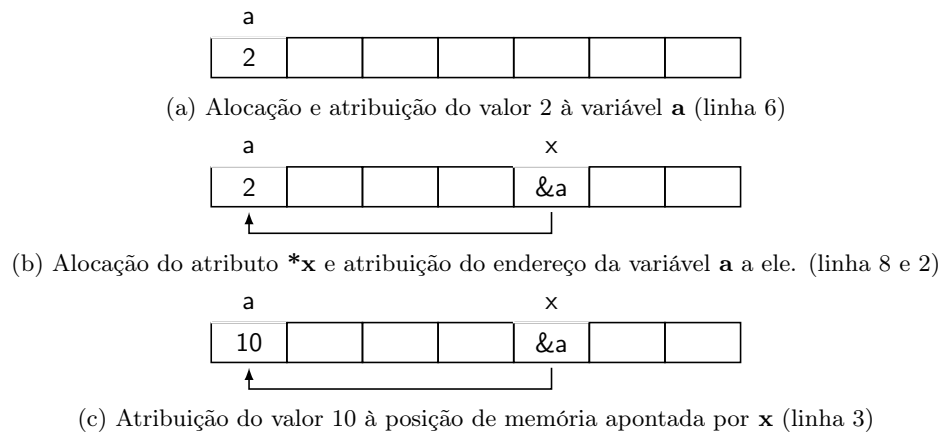 a
2
(a) Alocação e atribuição do valor 2 à variável a (linha 6)
a x
2 &a
(b) Alocação do atributo *x e atribuição do endereço da variável a a ele. (linha 8 e 2)
a x
10 &a
(c) Atribuição do valor 10 à posição de memória apontada por x (linha 3)